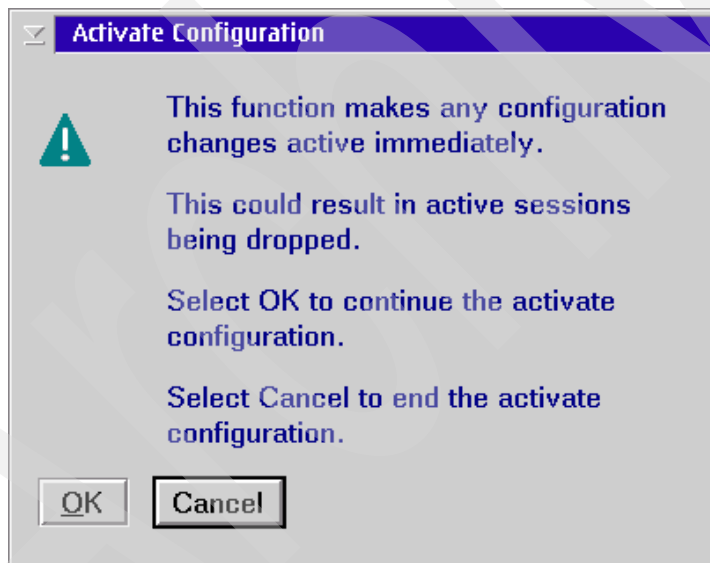 Activate Configuration
This function makes any configuration
changes active immediately.
This could result in active sessions
being dropped.
Select OK to continue the activate
configuration.
Select Cancel to end the activate
configuration.
OK
Cancel